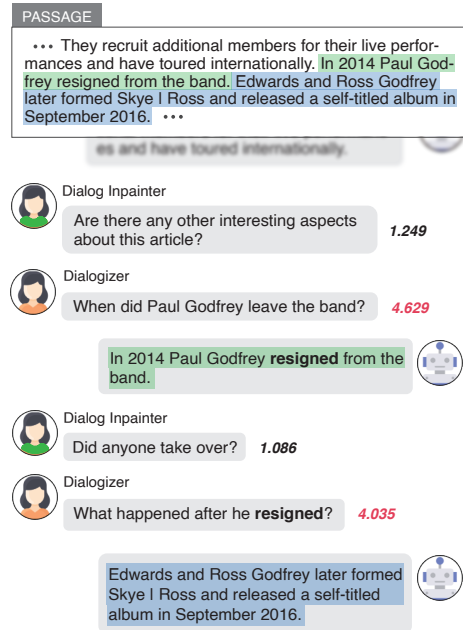 PASSAGE
••• They recruit additional members for their live perfor-
mances and have toured internationally. In 2014 Paul God-
frey resigned from the band. Edwards and Ross Godfrey
later formed Skye | Ross and released a self-titled album in
September 2016. •••
es and have toured internationally.
Dialog Inpainter
Are there any other interesting aspects
about this article?
1.249
Dialogizer
When did Paul Godfrey leave the band?
4.629
In 2014 Paul Godfrey resigned from the
band.
Dialog Inpainter
Did anyone take over?
1.086
Dialogizer
What happened after he resigned?
4.035
Edwards and Ross Godfrey later formed
Skye | Ross and released a self-titled
album in September 2016.